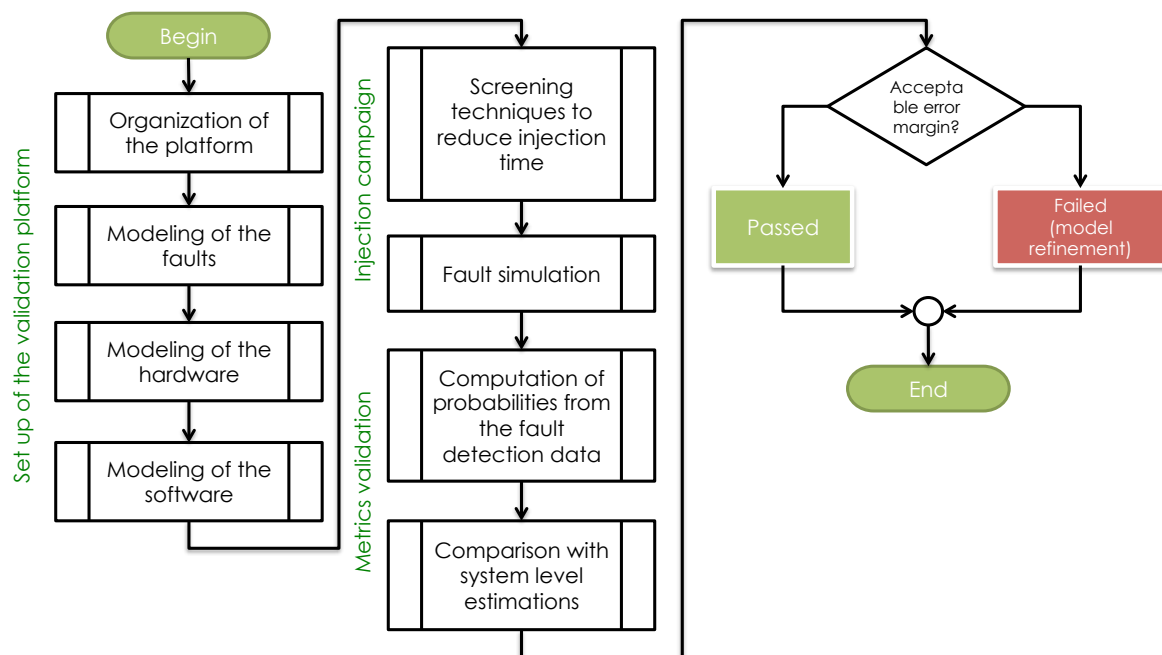 Begin
Set up of the validation platform
Organization of
the platform
Modeling of the
faults
Modeling of the
hardware
Modeling of the
software
Injection campaign
Screening
techniques to
reduce injection
time
Fault simulation
Metrics validation
Computation of
probabilities from
the fault
detection data
Comparison with
system level
estimations
Accepta
ble error
margin?
Passed
Failed
(model
refinement)
End